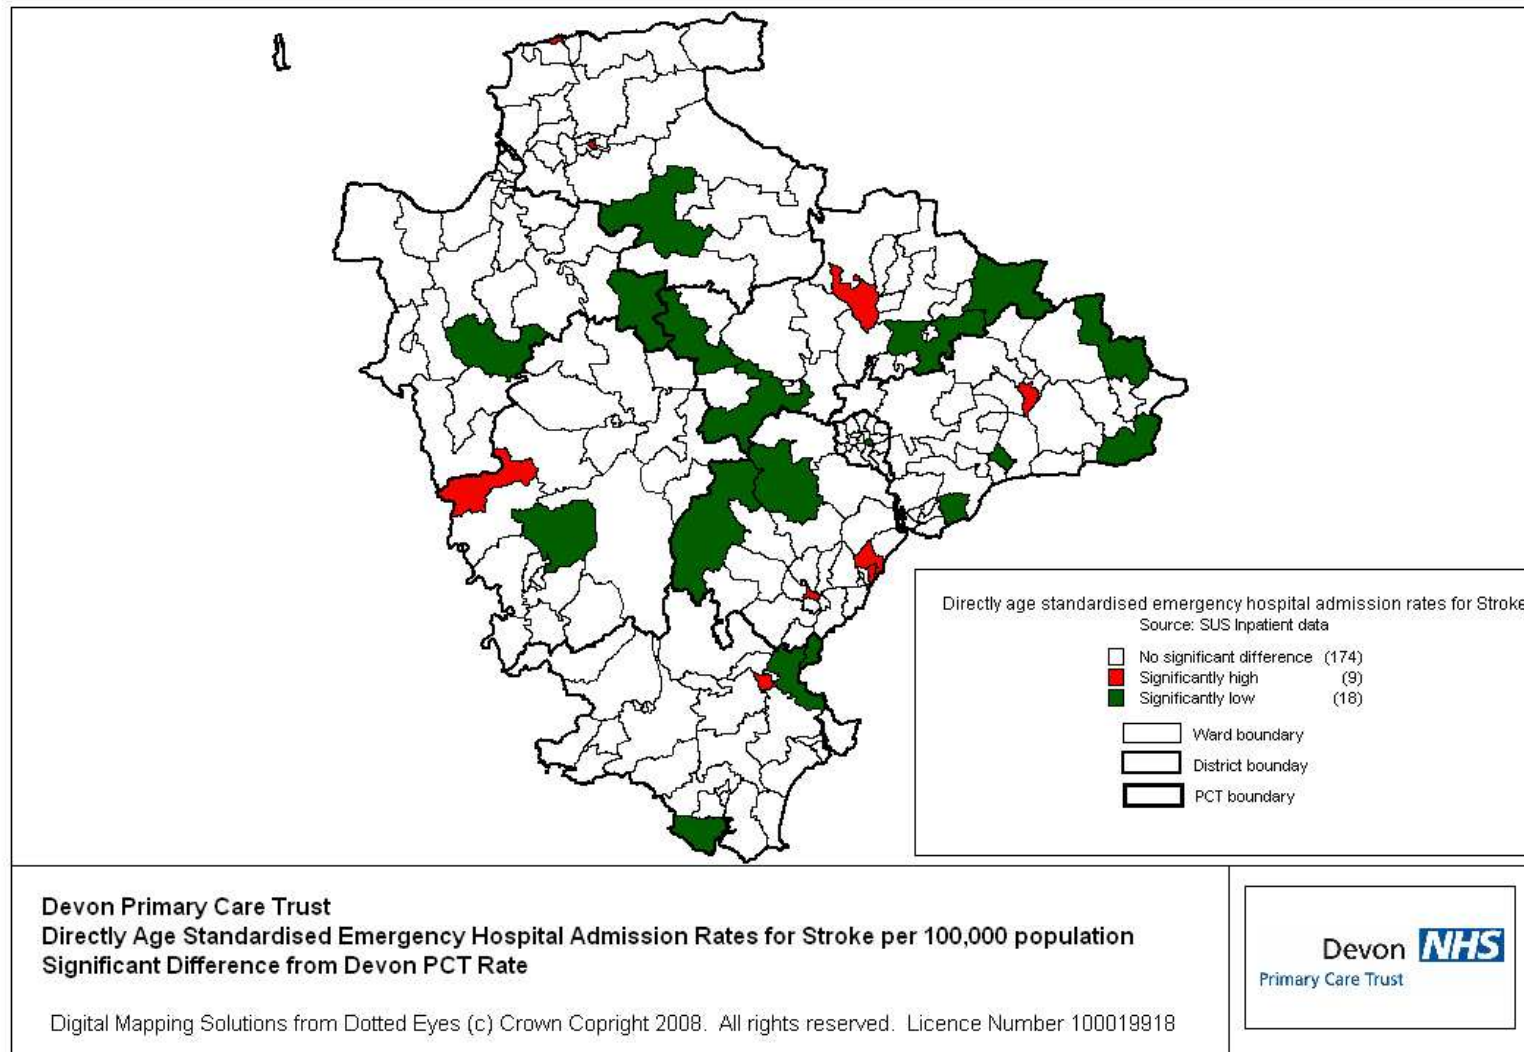 Directly age standardised emergency hospital admission rates for Stroke
Source: SUS Inpatient data
No significant difference (174)
Significantly high (9)
Significantly low (18)
Ward boundary
District bounday
PCT boundary
Devon Primary Care Trust
Directly Age Standardised Emergency Hospital Admission Rates for Stroke per 100,000 population
Significant Difference from Devon PCT Rate
Digital Mapping Solutions from Dotted Eyes (c) Crown Copright 2008. All rights reserved. Licence Number 100019918
Devon NHS
Primary Care Trust